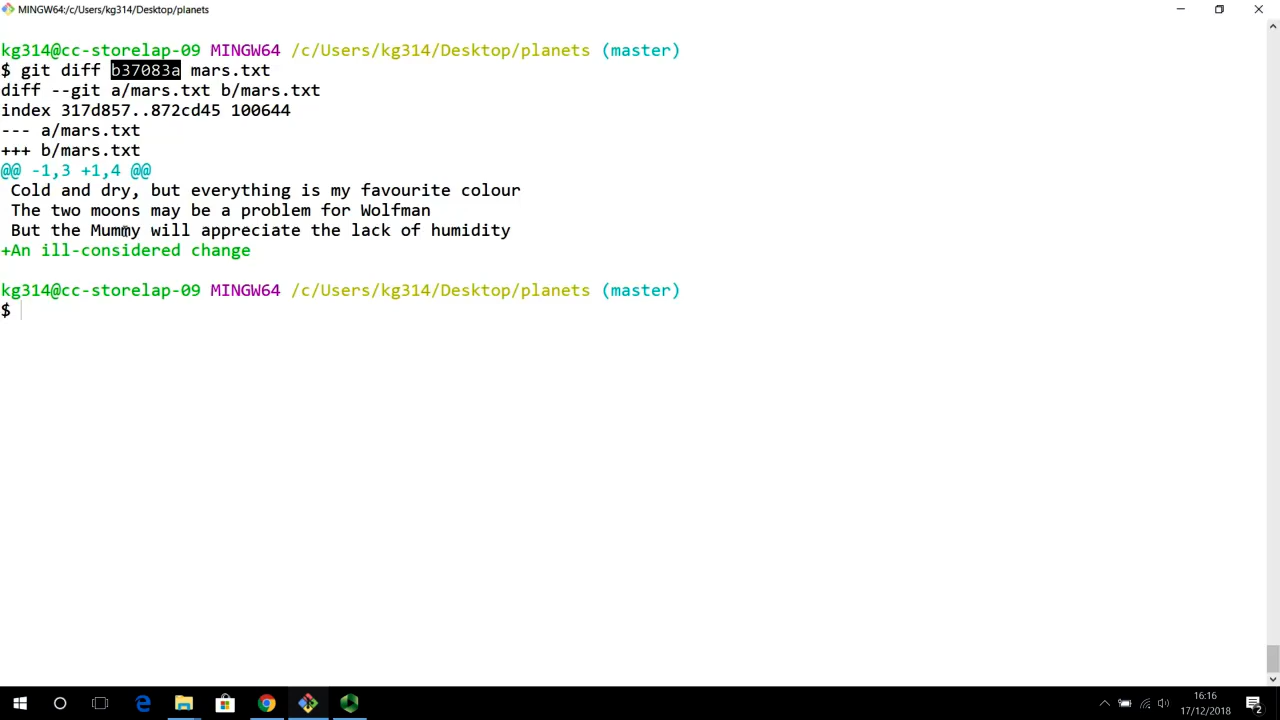 MINGW64:/c/Users/kg314/Desktop/planets
kg314@cc-storelap-09 MINGW64 /c/Users/kg314/Desktop/planets (master)
$ git diff b37083a mars.txt
diff --git a/mars.txt b/mars.txt
index 317d857..872cd45 100644
--- a/mars.txt
+++ b/mars.txt
@@ -1,3 +1,4 @@
 Cold and dry, but everything is my favourite colour
 The two moons may be a problem for Wolfman
 But the Mummy will appreciate the lack of humidity
+An ill-considered change
kg314@cc-storelap-09 MINGW64 /c/Users/kg314/Desktop/planets (master)
$
16:16
17/12/2018
2